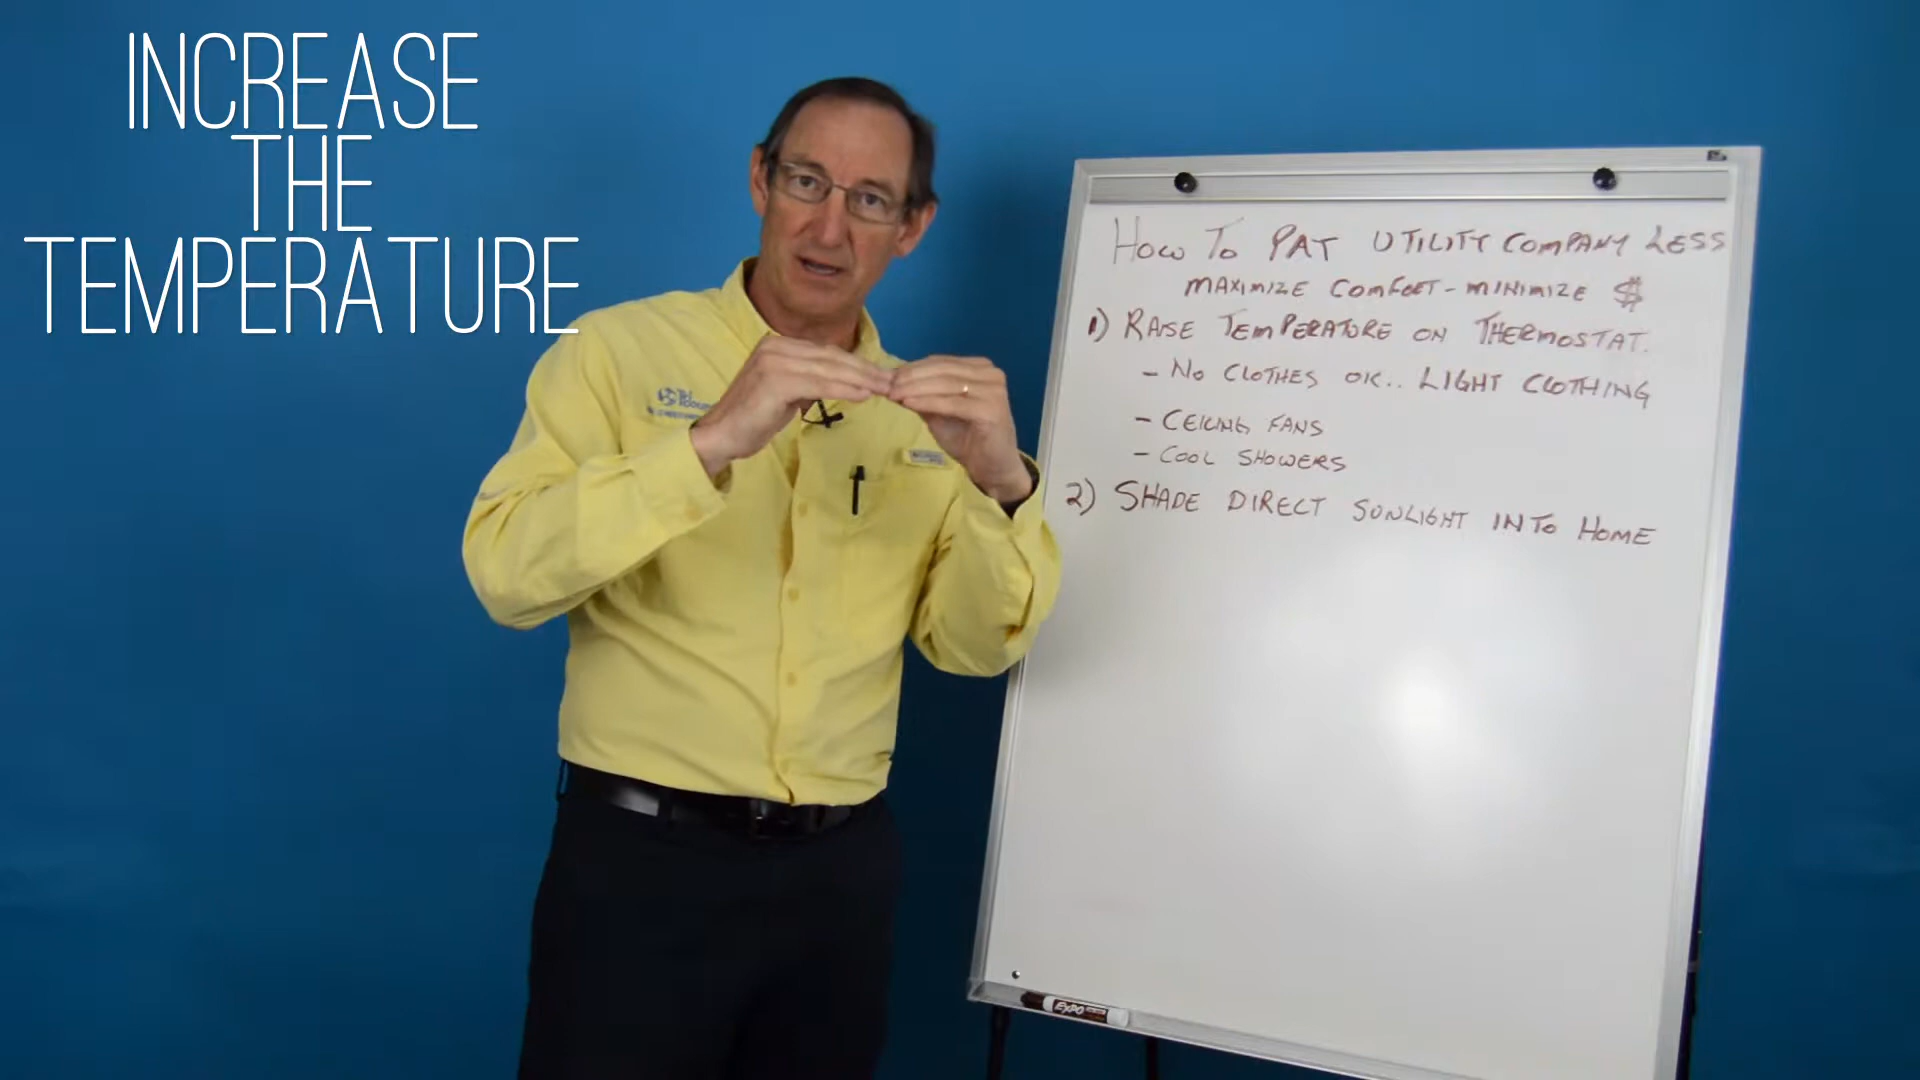 INCREASE
THE
TEMPERATURE
HOW TO PAY UTILITY COMPANY LESS
MAXIMIZE COMFORT - MINIMIZE $
1) RAISE TEMPERATURE ON THERMOSTAT.
- NO CLOTHES OK.. LIGHT CLOTHING
- CEILING FANS
- COOL SHOWERS
2) SHADE DIRECT SUNLIGHT INTO HOME
EXPO